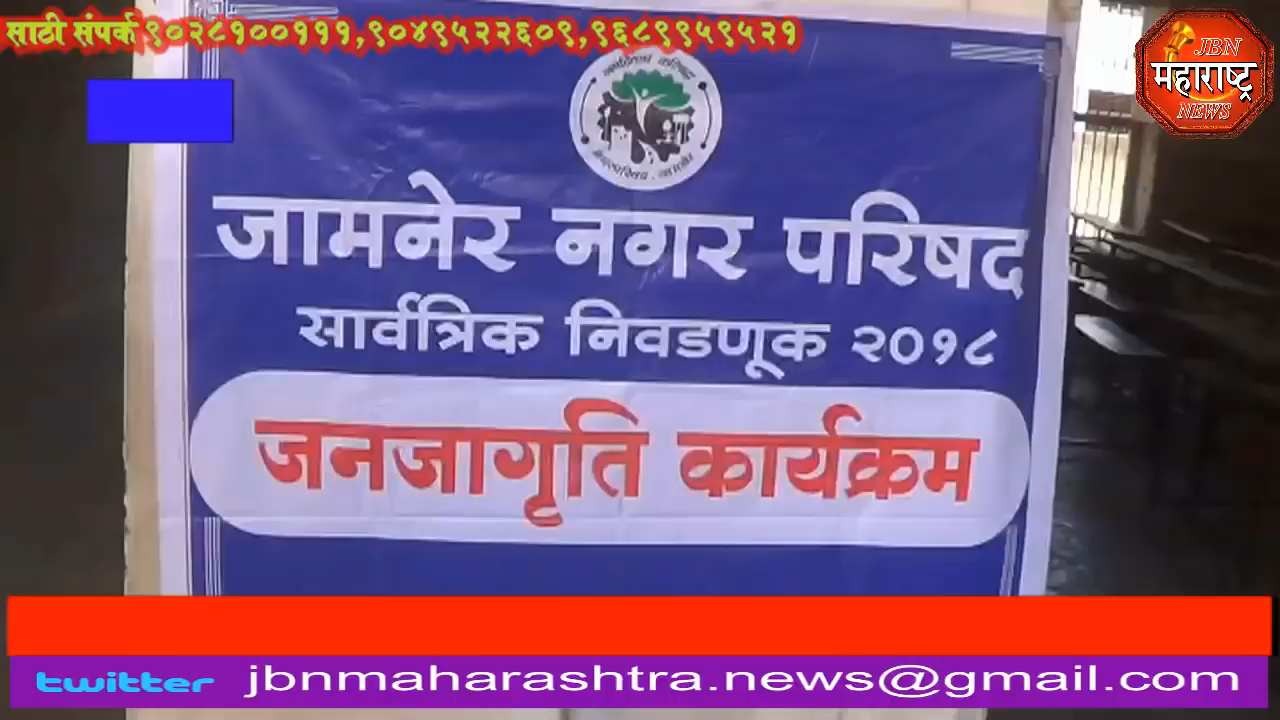 साठी संपर्क ९०२८१००१११,९०४९५२२६०९,९६८९९५९५२१
JBN
महाराष्ट्र
NEWS
जामनेर नगर परिषद
सार्वत्रिक निवडणूक २०१८
जनजागृति कार्यक्रम
twitter jbnmaharashtra.news@gmail.com